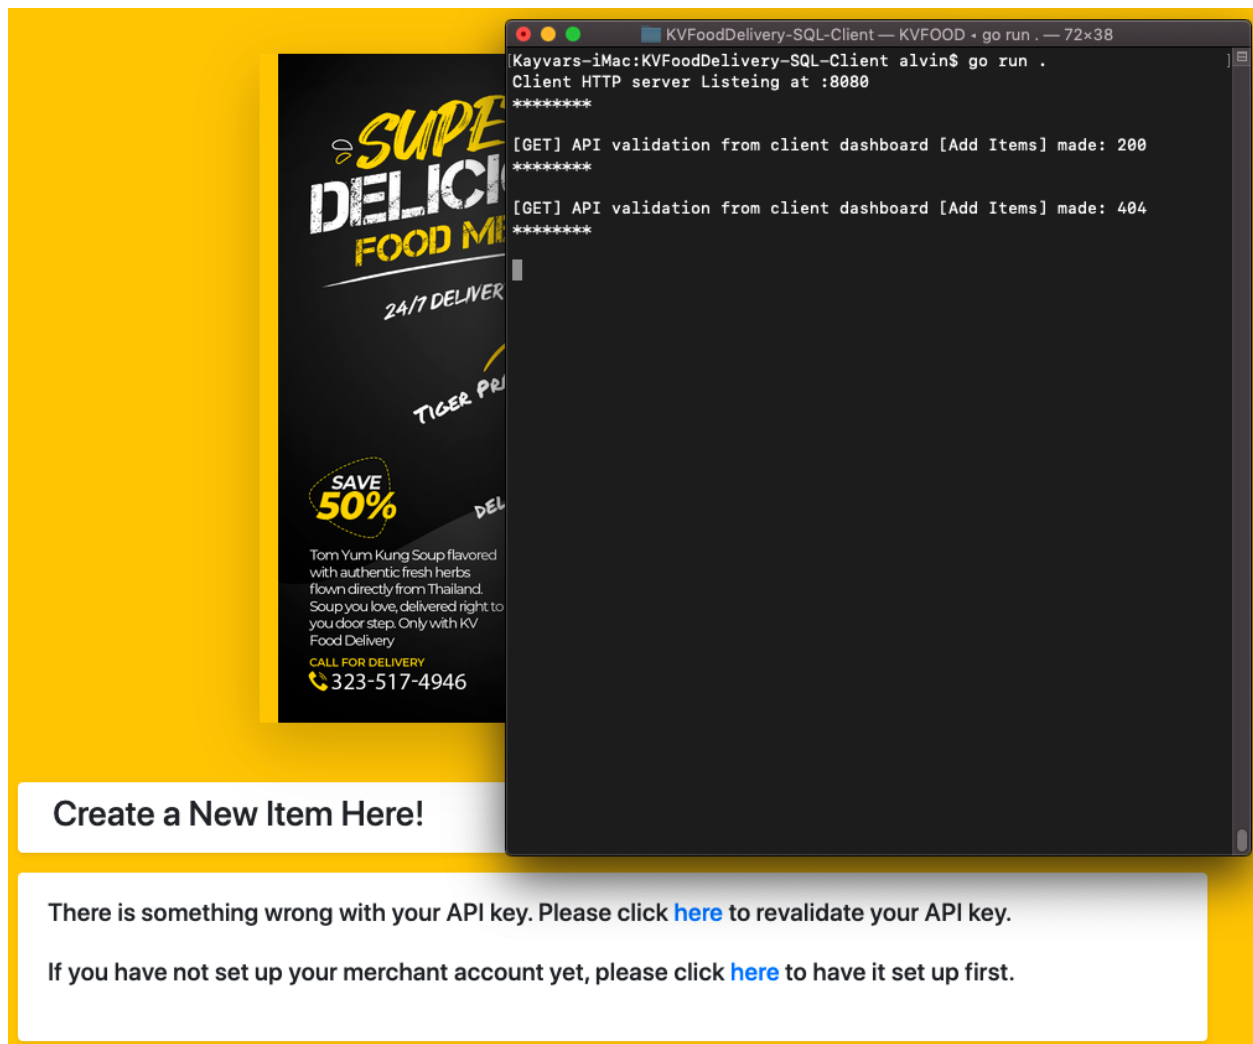 KVFoodDelivery-SQL-Client — KVFOOD ◂ go run . — 72×38
[Kayvars-iMac:KVFoodDelivery-SQL-Client alvin$ go run . ]
Client HTTP server Listeing at :8080
********
[GET] API validation from client dashboard [Add Items] made: 200
********
[GET] API validation from client dashboard [Add Items] made: 404
********
DELICI
FOOD
24/7 DELIVER
TIGER
SAVE
50%
Tom Yum Kung Soup flavored
with authentic fresh herbs
flown directly from Thailand.
Soup you love, delivered right to
you door step. Only with KV
Food Delivery
CALL FOR DELIVERY
323-517-4946
Create a New Item Here!
There is something wrong with your API key. Please click here to revalidate your API key.
If you have not set up your merchant account yet, please click here to have it set up first.